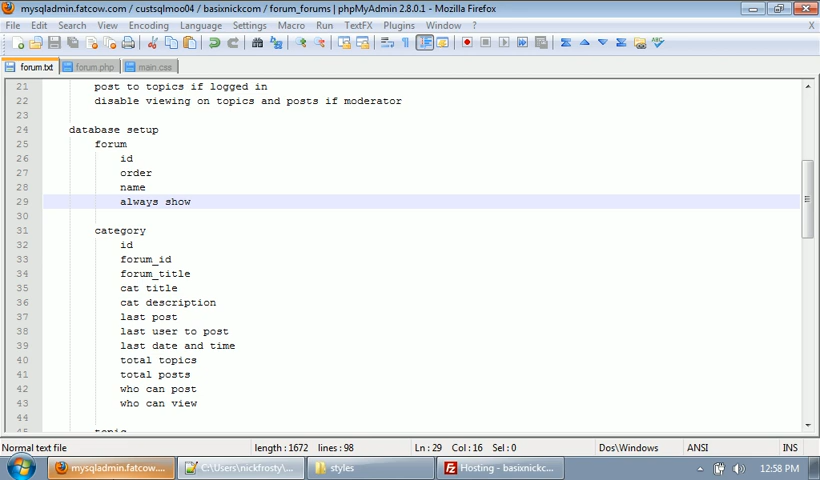 mysqladmin.fatcow.com / custsqlmoo04 / basixnickcom / forum_forums | phpMyAdmin 2.8.0.1 - Mozilla Firefox
File Edit Search View Encoding Language Settings Macro Run TextFX Plugins Window ? X
forum.txt forum.php main.css
21 post to topics if logged in
22 disable viewing on topics and posts if moderator
23
24 database setup
25 forum
26 id
27 order
28 name
29 always show
30
31 category
32 id
33 forum_id
34 forum_title
35 cat title
36 cat description
37 last post
38 last user to post
39 last date and time
40 total topics
41 total posts
42 who can post
43 who can view
44
Normal text file length : 1672 lines : 98 Ln : 29 Col : 16 Sel : 0 Dos\Windows ANSI INS
mysqladmin.fatcow.... C:\Users\nickfrosty\... styles Hosting - basixnickc... 12:58 PM